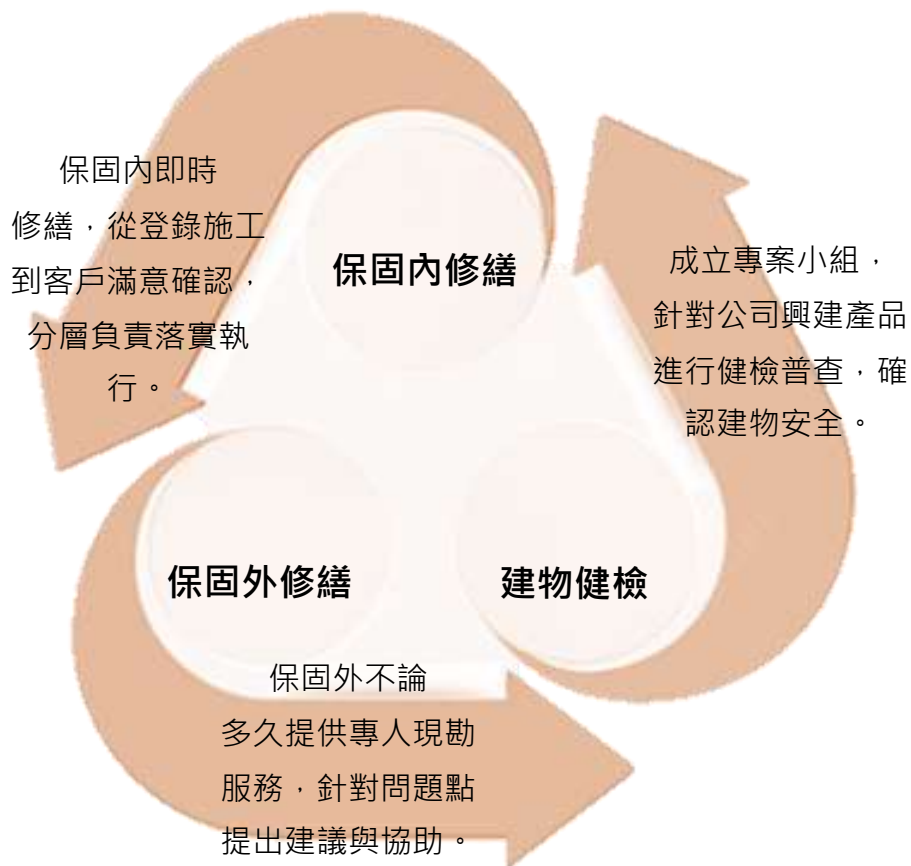 保固內修繕
保固內即時
修繕，從登錄施工
到客戶滿意確認，
分層負責落實執
行。
保固外修繕
保固外不論
多久提供專人現勘
服務，針對問題點
提出建議與協助。
建物健檢
成立專案小組，
針對公司興建產品
進行健檢普查，確
認建物安全。